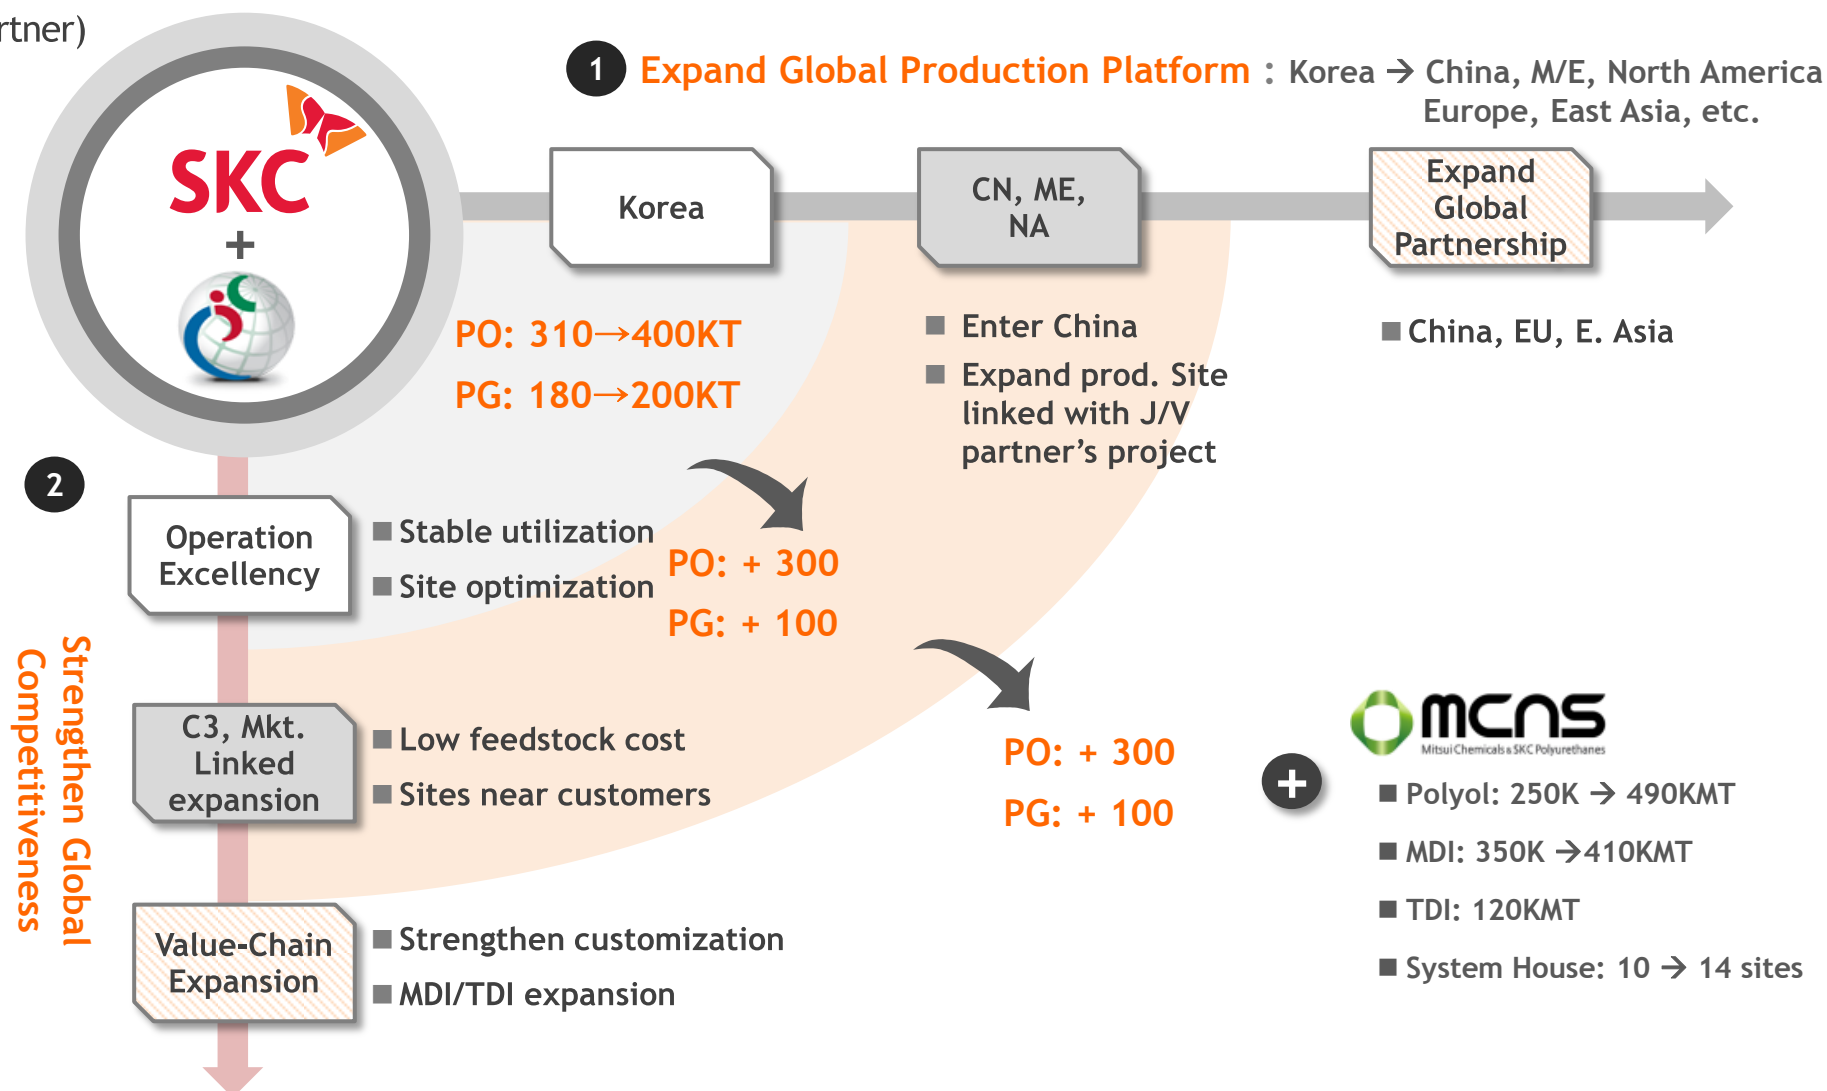 rtner)
1 Expand Global Production Platform : Korea → China, M/E, North America
Europe, East Asia, etc.
SKC
+
Korea
CN, ME,
NA
Expand
Global
Partnership
PO: 310→400KT
PG: 180→200KT
■ Enter China
■ Expand prod. Site
linked with J/V
partner’s project
■ China, EU, E. Asia
2
Strengthen Global
Competitiveness
Operation
Excellency
■ Stable utilization
■ Site optimization
PO: + 300
PG: + 100
C3, Mkt.
Linked
expansion
■ Low feedstock cost
■ Sites near customers
PO: + 300
PG: + 100
+
mcns
Mitsui Chemicals & SKC Polyurethanes
■ Polyol: 250K → 490KMT
■ MDI: 350K →410KMT
■ TDI: 120KMT
■ System House: 10 → 14 sites
Value-Chain
Expansion
■ Strengthen customization
■ MDI/TDI expansion